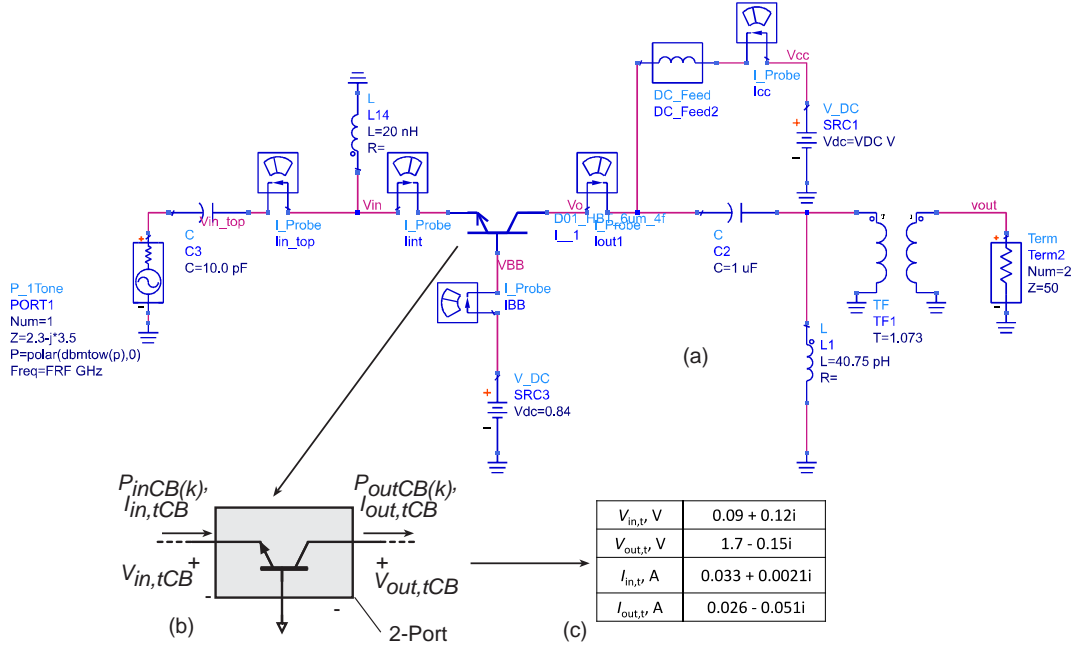 I_Probe
Icc
Vcc
DC_Feed
DC_Feed2
V_DC
SRC1
Vdc=VDC V
+
-
L
L14
L=20 nH
R=
Vin_top
I_Probe
Iin_top
Vin
I_Probe
Iint
Vo
D01_HBT_6um_4f
I__1
I_Probe
Iout1
C
C3
C=10.0 pF
C
C2
C=1 uF
vout
Term
Term2
Num=2
Z=50
+
-
TF
TF1
T=1.073
L
L1
L=40.75 pH
R=
P_1Tone
PORT1
Num=1
Z=2.3-j*3.5
P=polar(dbmtow(p),0)
Freq=FRF GHz
+
-
VBB
I_Probe
IBB
V_DC
SRC3
Vdc=0.84
+
-
(a)
PinCB(k),
Iin,tCB
PoutCB(k),
Iout,tCB
Vin,tCB
+
-
+
Vout,tCB
-
2-Port
(b)
(c)
Vin,t, V 0.09 + 0.12i
Vout,t, V 1.7 - 0.15i
Iin,t, A 0.033 + 0.0021i
Iout,t, A 0.026 - 0.051i